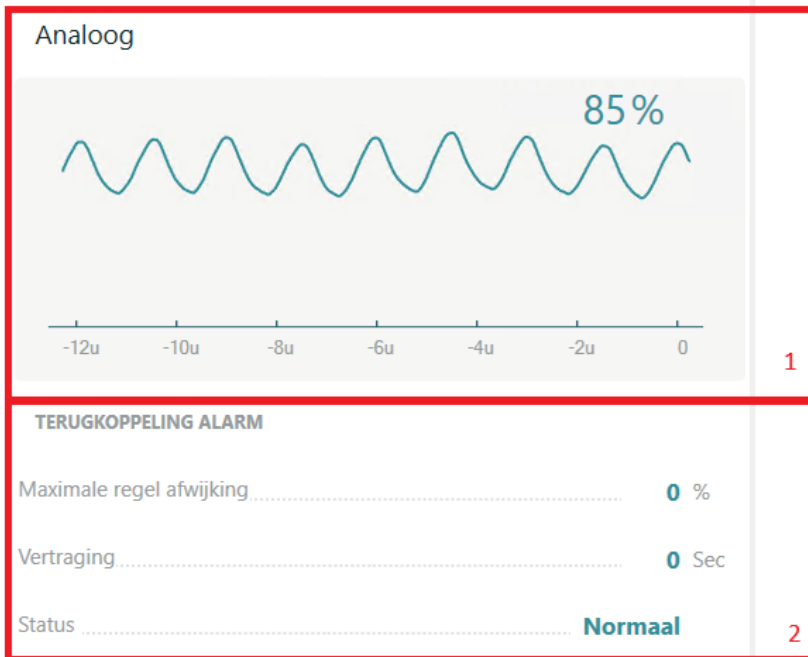 Analoog
85%
-12u -10u -8u -6u -4u -2u 0
1
TERUGKOPPELING ALARM
Maximale regel afwijking 0 %
Vertraging 0 Sec
Status Normaal
2